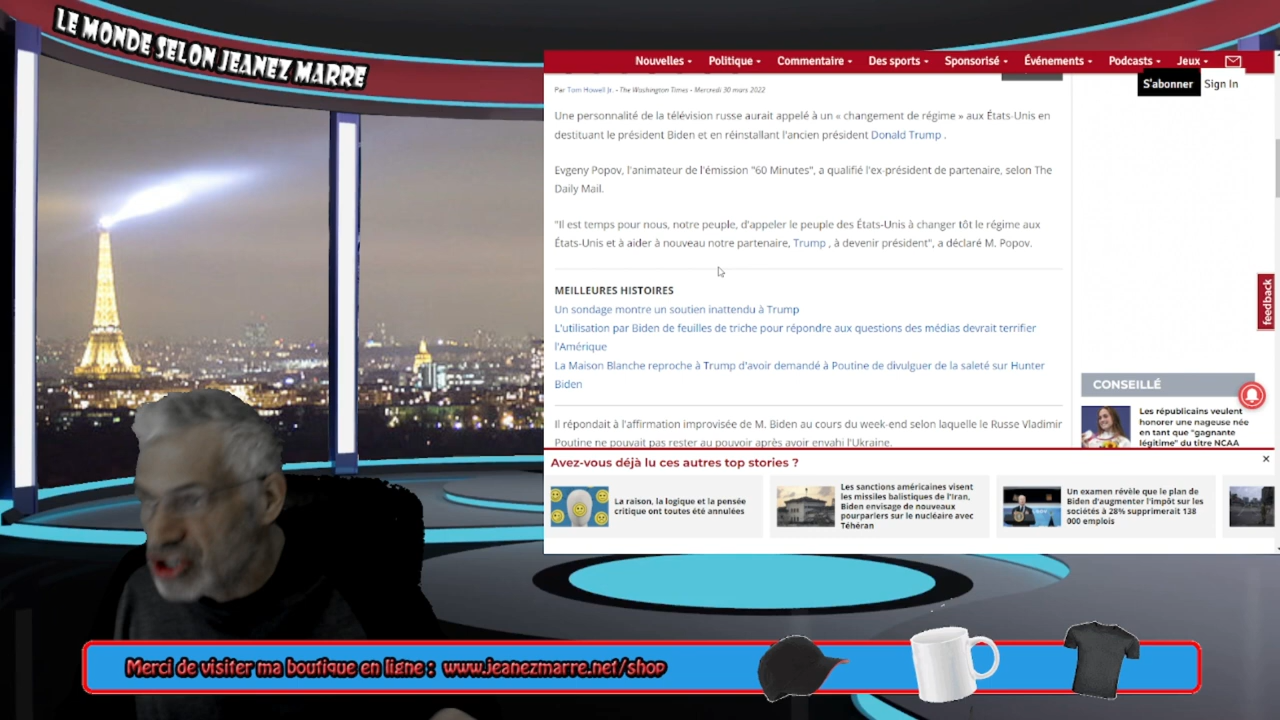 LE MONDE SELON JEANEZ MARRE
Nouvelles Politique Commentaire Des sports Sponsorisé Événements Podcasts Jeux
S'abonner Sign In
Par Tom Howell Jr. - The Washington Times - Mercredi 30 mars 2022
Une personnalité de la télévision russe aurait appelé à un « changement de régime » aux États-Unis en
destituant le président Biden et en réinstallant l'ancien président Donald Trump .
Evgeny Popov, l'animateur de l'émission "60 Minutes", a qualifié l'ex-président de partenaire, selon The
Daily Mail.
"Il est temps pour nous, notre peuple, d'appeler le peuple des États-Unis à changer tôt le régime aux
États-Unis et à aider à nouveau notre partenaire, Trump , à devenir président", a déclaré M. Popov.
MEILLEURES HISTOIRES
Un sondage montre un soutien inattendu à Trump
L'utilisation par Biden de feuilles de triche pour répondre aux questions des médias devrait terrifier
l'Amérique
La Maison Blanche reproche à Trump d'avoir demandé à Poutine de divulguer de la saleté sur Hunter
Biden
Il répondait à l'affirmation improvisée de M. Biden au cours du week-end selon laquelle le Russe Vladimir
Poutine ne pouvait pas rester au pouvoir après avoir envahi l'Ukraine.
feedback
CONSEILLÉ
Les républicains veulent
honorer une nageuse née
en tant que "gagnante
légitime" du titre NCAA
Avez-vous déjà lu ces autres top stories ?
×
La raison, la logique et la pensée
critique ont toutes été annulées
Les sanctions américaines visent
les missiles balistiques de l'Iran,
Biden envisage de nouveaux
pourparlers sur le nucléaire avec
Téhéran
Un examen révèle que le plan de
Biden d'augmenter l'impôt sur les
sociétés à 28% supprimerait 138
000 emplois
Merci de visiter ma boutique en ligne : www.jeanezmarre.net/shop